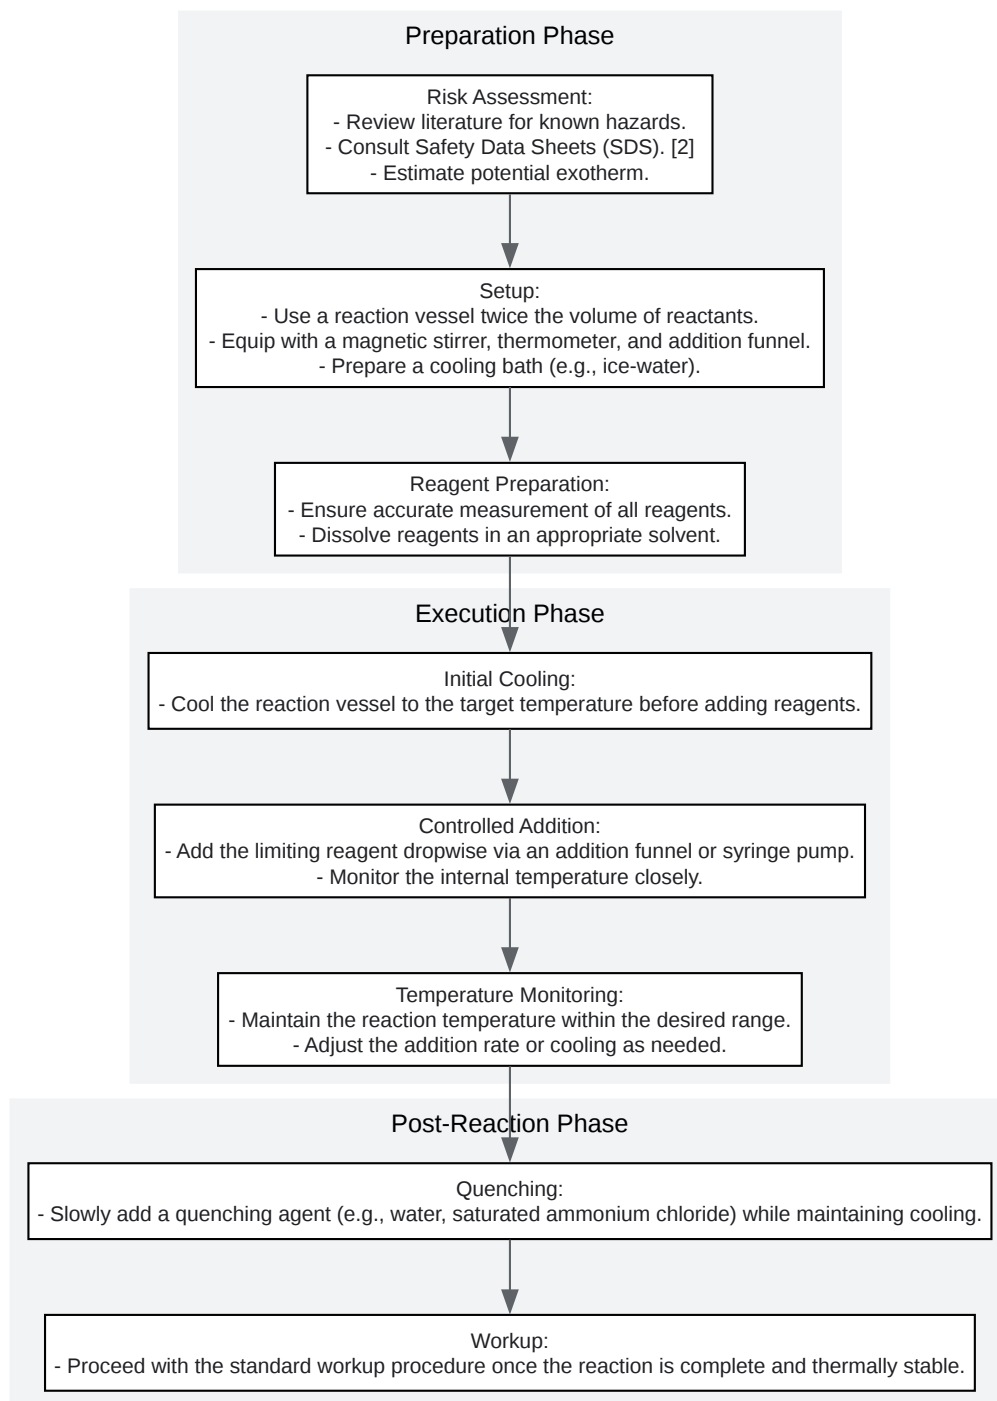 Preparation Phase
Risk Assessment:
- Review literature for known hazards.
- Consult Safety Data Sheets (SDS). [2]
- Estimate potential exotherm.
Setup:
- Use a reaction vessel twice the volume of reactants.
- Equip with a magnetic stirrer, thermometer, and addition funnel.
- Prepare a cooling bath (e.g., ice-water).
Reagent Preparation:
- Ensure accurate measurement of all reagents.
- Dissolve reagents in an appropriate solvent.
Execution Phase
Initial Cooling:
- Cool the reaction vessel to the target temperature before adding reagents.
Controlled Addition:
- Add the limiting reagent dropwise via an addition funnel or syringe pump.
- Monitor the internal temperature closely.
Temperature Monitoring:
- Maintain the reaction temperature within the desired range.
- Adjust the addition rate or cooling as needed.
Post-Reaction Phase
Quenching:
- Slowly add a quenching agent (e.g., water, saturated ammonium chloride) while maintaining cooling.
Workup:
- Proceed with the standard workup procedure once the reaction is complete and thermally stable.